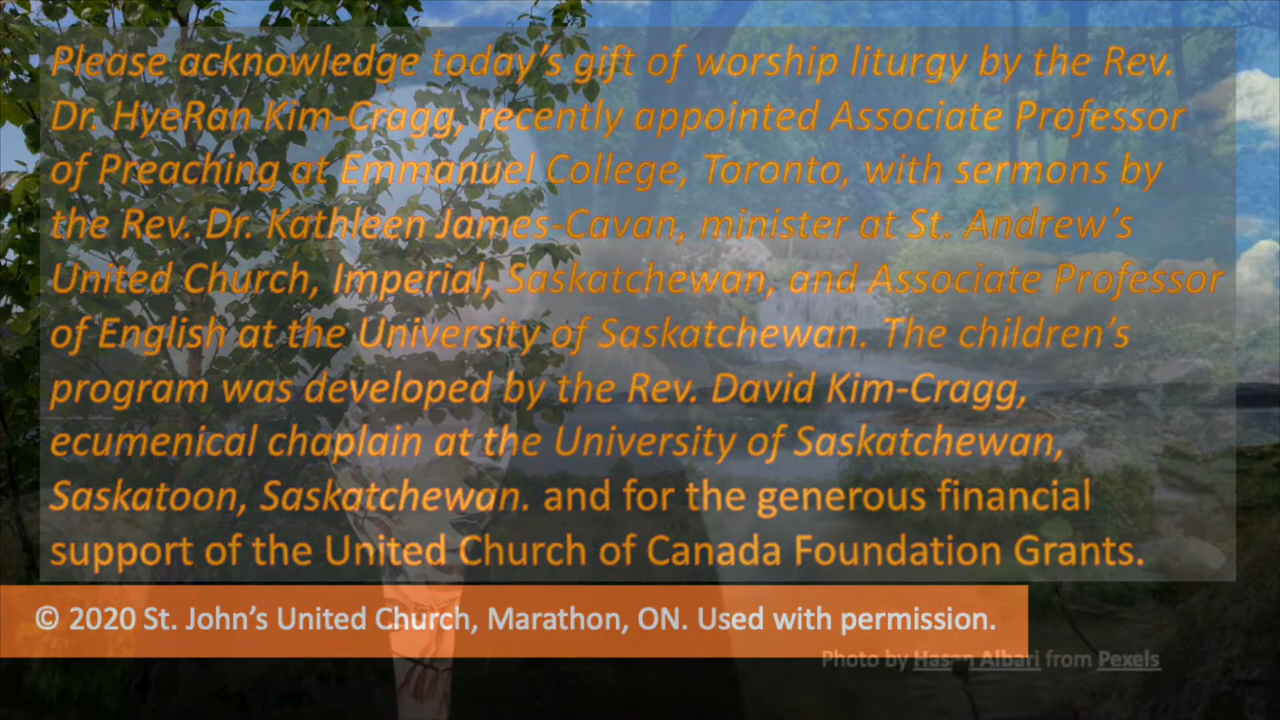 Please acknowledge today's gift of worship liturgy by the Rev.
Dr. HyeRan Kim-Cragg, recently appointed Associate Professor
of Preaching at Emmanuel College, Toronto, with sermons by
the Rev. Dr. Kathleen James-Cavan, minister at St. Andrew's
United Church, Imperial, Saskatchewan, and Associate Professor
of English at the University of Saskatchewan. The children's
program was developed by the Rev. David Kim-Cragg,
ecumenical chaplain at the University of Saskatchewan,
Saskatoon, Saskatchewan. and for the generous financial
support of the United Church of Canada Foundation Grants.
© 2020 St. John's United Church, Marathon, ON. Used with permission.
Photo by Hasan Albari from Pexels